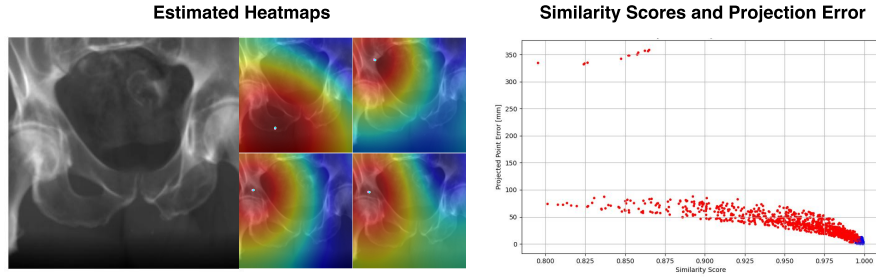 Estimated Heatmaps
Similarity Scores and Projection Error
350
300
250
200
150
100
50
0
Projected Point Error [mm]
0.800 0.825 0.850 0.875 0.900 0.925 0.950 0.975 1.000
Similarity Score